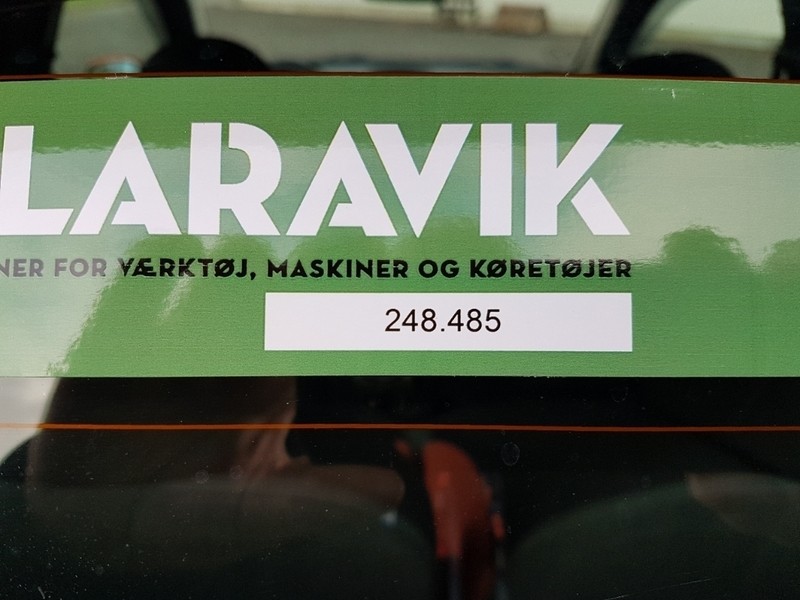 LARAVIK
NER FOR VÆRKTØJ, MASKINER OG KØRETØJER
248.485